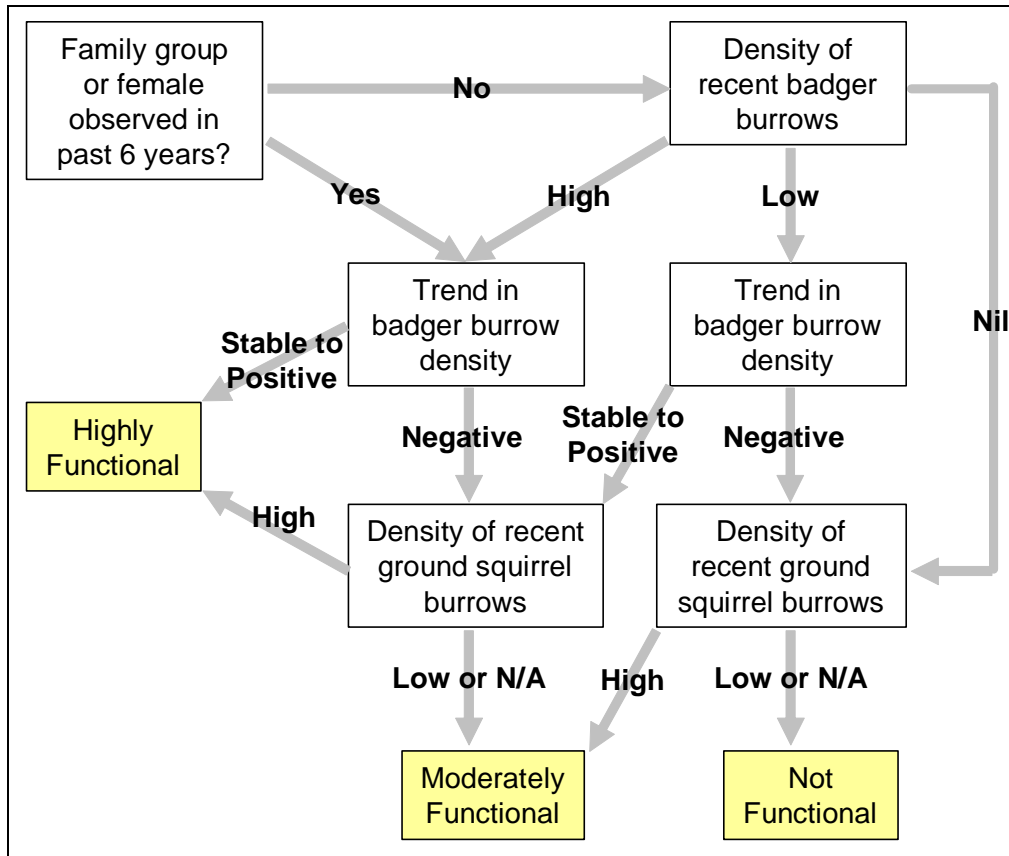 Family group
or female
observed in
past 6 years?
No
Density of
recent badger
burrows
Yes
High
Low
Nil
Trend in
badger burrow
density
Trend in
badger burrow
density
Stable to
Positive
Negative
Stable to
Positive
Negative
Highly
Functional
High
Density of recent
ground squirrel
burrows
Density of
recent ground
squirrel burrows
Low or N/A
High
Low or N/A
Moderately
Functional
Not
Functional